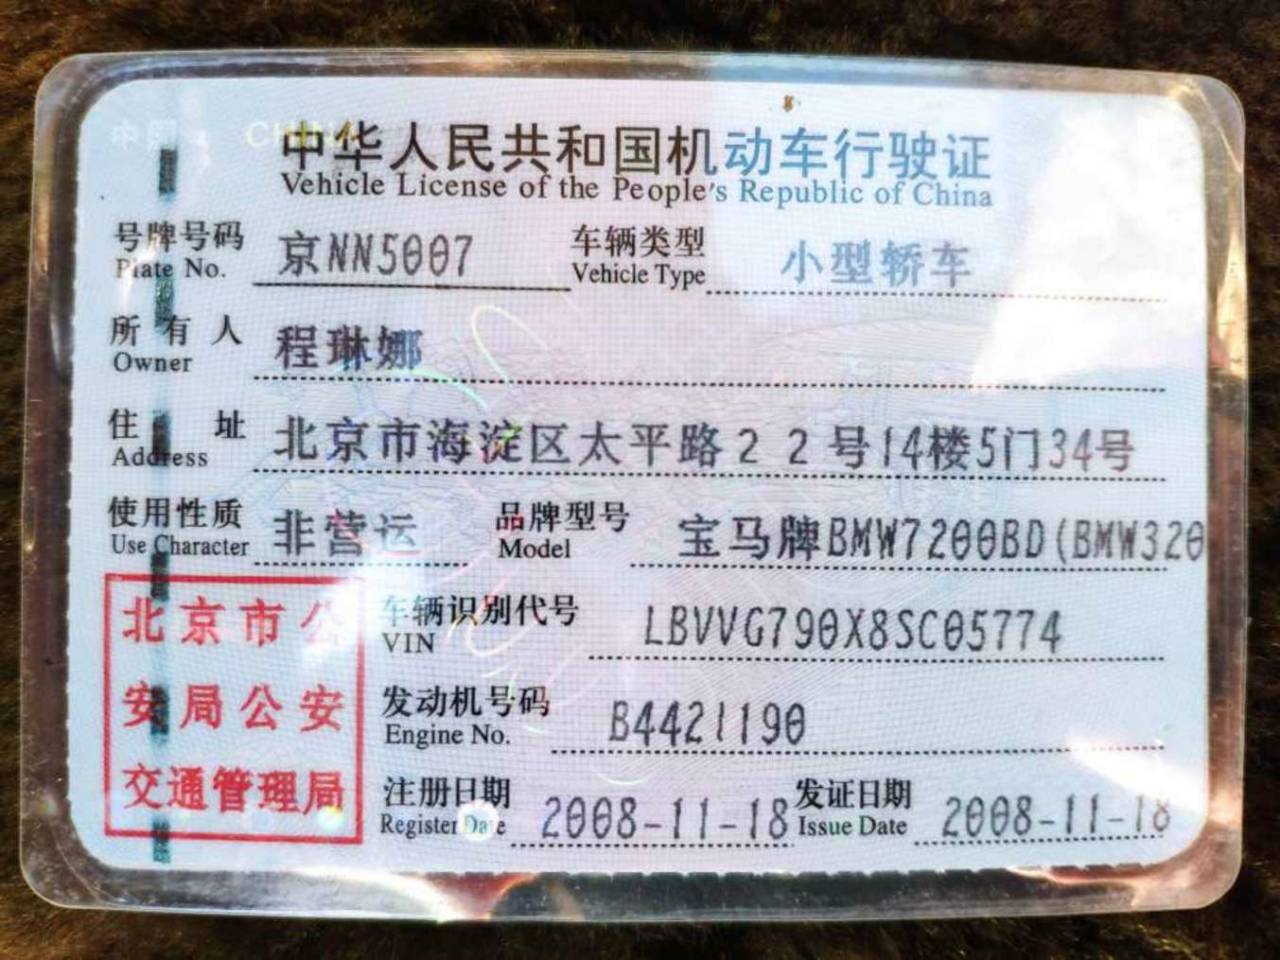 中华人民共和国机动车行驶证
Vehicle License of the People's Republic of China
号牌号码 京NN5007 车辆类型 小型轿车
Plate No. Vehicle Type
所有人 程琳娜
Owner
住址 北京市海淀区太平路22号14楼5门34号
Address
使用性质 非营运 品牌型号 宝马牌BMW7200BD(BMW320
Use Character Model
车辆识别代号 LBVVG790X8SC05774
VIN
发动机号码 B4421190
Engine No.
注册日期 2008-11-18 发证日期 2008-11-18
Register Date Issue Date
北京市公
安局公安
交通管理局